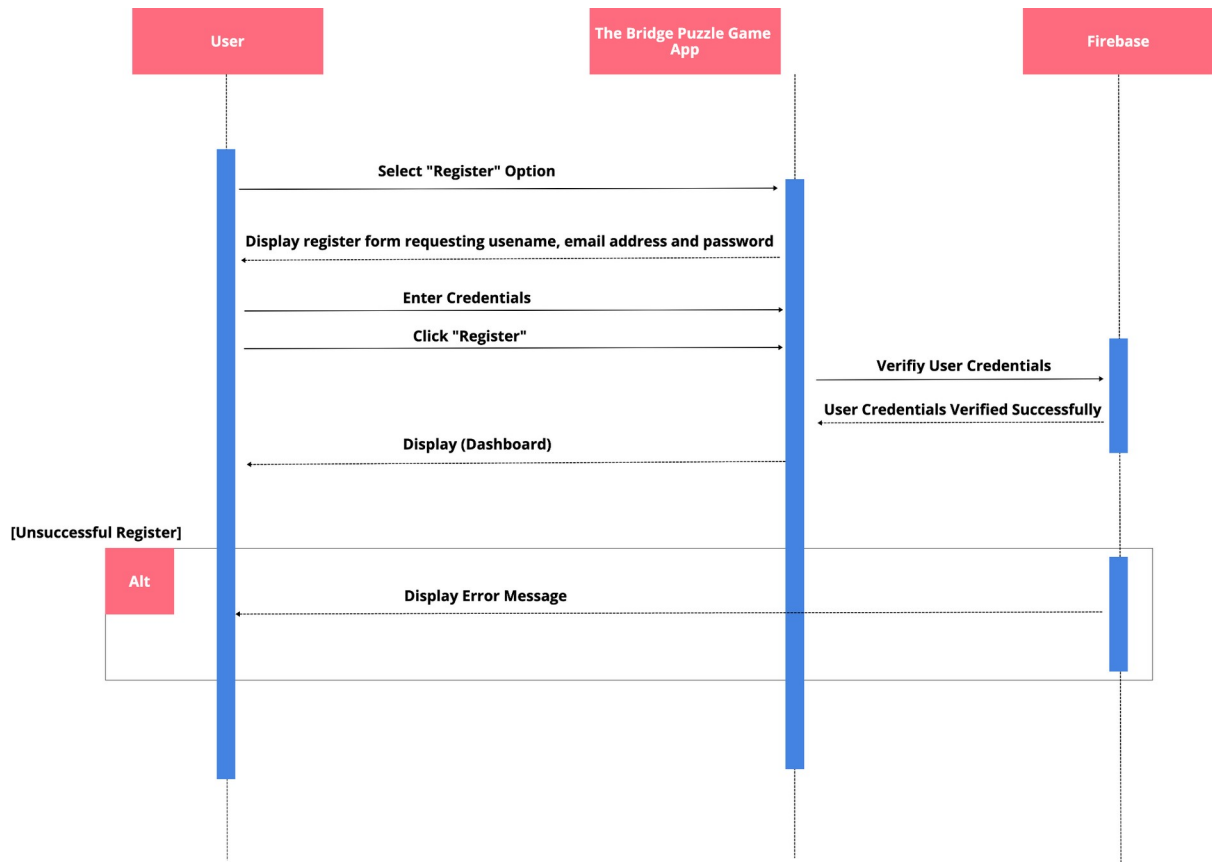 User
The Bridge Puzzle Game
App
Firebase
Select "Register" Option
Display register form requesting usename, email address and password
Enter Credentials
Click "Register"
Verifiy User Credentials
User Credentials Verified Successfully
Display (Dashboard)
[Unsuccessful Register]
Alt
Display Error Message